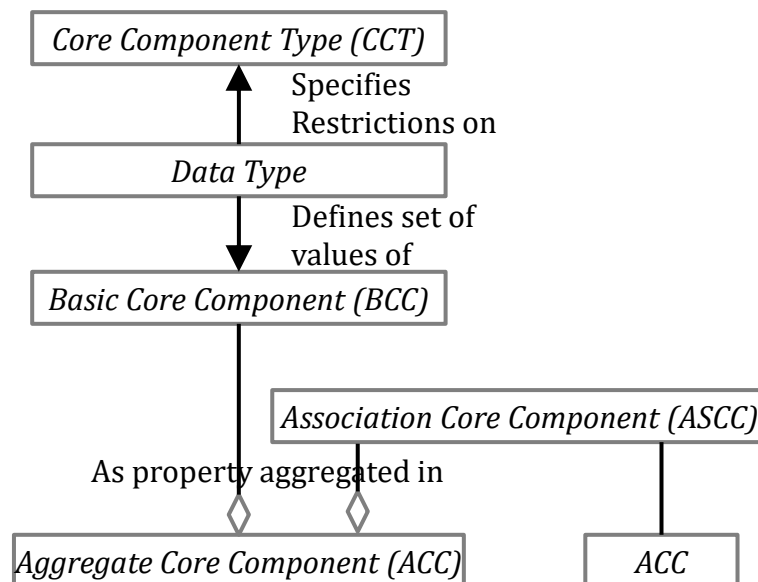 Core Component Type (CCT)
Specifies
Restrictions on
Data Type
Defines set of
values of
Basic Core Component (BCC)
Association Core Component (ASCC)
As property aggregated in
Aggregate Core Component (ACC)
ACC